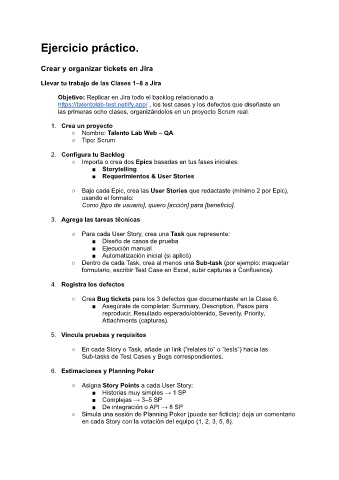 Ejercicio práctico.
Crear y organizar tickets en Jira
Llevar tu trabajo de las Clases 1–8 a Jira
Objetivo: Replicar en Jira todo el backlog relacionado a
https://talentolab-test.netlify.app/ , los test cases y los defectos que diseñaste en
las primeras ocho clases, organizándolos en un proyecto Scrum real.
1. Crea un proyecto
○ Nombre: Talento Lab Web – QA
○ Tipo: Scrum
2. Configura tu Backlog
○ Importa o crea dos Epics basadas en tus fases iniciales:
■ Storytelling
■ Requerimientos & User Stories
○ Bajo cada Epic, crea las User Stories que redactaste (mínimo 2 por Epic),
usando el formato:
Como [tipo de usuario], quiero [acción] para [beneficio].
3. Agrega las tareas técnicas
○ Para cada User Story, crea una Task que represente:
■ Diseño de casos de prueba
■ Ejecución manual
■ Automatización inicial (si aplicó)
○ Dentro de cada Task, crea al menos una Sub-task (por ejemplo: maquetar
formulario, escribir Test Case en Excel, subir capturas a Confluence).
4. Registra los defectos
○ Crea Bug tickets para los 3 defectos que documentaste en la Clase 6.
■ Asegúrate de completar: Summary, Description, Pasos para
reproducir, Resultado esperado/obtenido, Severity, Priority,
Attachments (capturas).
5. Vincula pruebas y requisitos
○ En cada Story o Task, añade un link (“relates to” o “tests”) hacia las
Sub-tasks de Test Cases y Bugs correspondientes.
6. Estimaciones y Planning Poker
○ Asigna Story Points a cada User Story:
■ Historias muy simples → 1 SP
■ Complejas → 3–5 SP
■ De integración o API → 8 SP
○ Simula una sesión de Planning Poker (puede ser ficticia): deja un comentario
en cada Story con la votación del equipo (1, 2, 3, 5, 8).